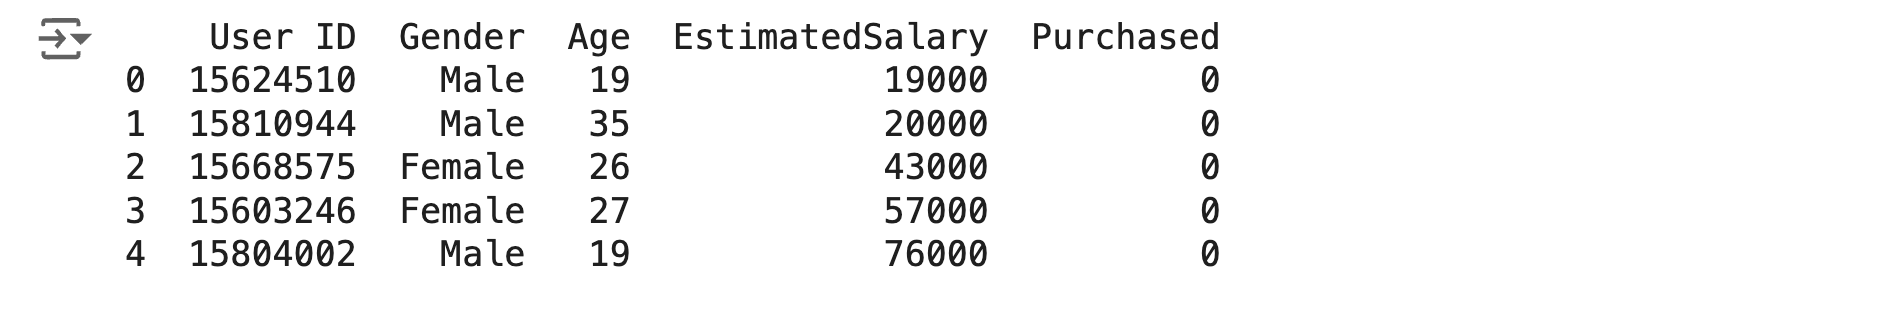 User ID Gender Age EstimatedSalary Purchased
0 15624510 Male 19 19000 0
1 15810944 Male 35 20000 0
2 15668575 Female 26 43000 0
3 15603246 Female 27 57000 0
4 15804002 Male 19 76000 0